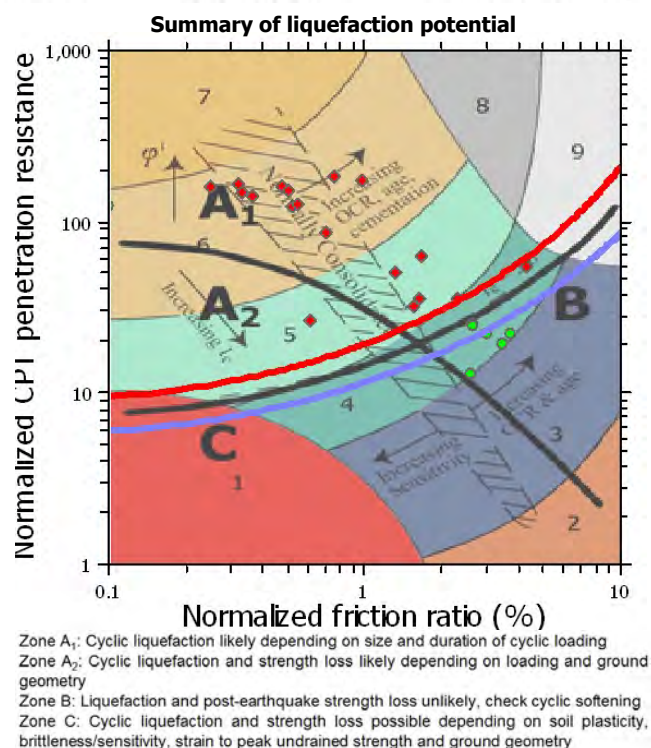 Summary of liquefaction potential
Normalized CPT penetration resistance
1,000
100
10
1
7
8
9
φ'
Normally Consolid
Increasing
OCR, age,
cementation
A1
6
A2
Increasing Ic
5
B
4
C
1
Increasing
& age
3
Increasing
Sensitivity
2
0.1
1
10
Normalized friction ratio (%)
Zone A1: Cyclic liquefaction likely depending on size and duration of cyclic loading
Zone A2: Cyclic liquefaction and strength loss likely depending on loading and ground
geometry
Zone B: Liquefaction and post-earthquake strength loss unlikely, check cyclic softening
Zone C: Cyclic liquefaction and strength loss possible depending on soil plasticity,
brittleness/sensitivity, strain to peak undrained strength and ground geometry